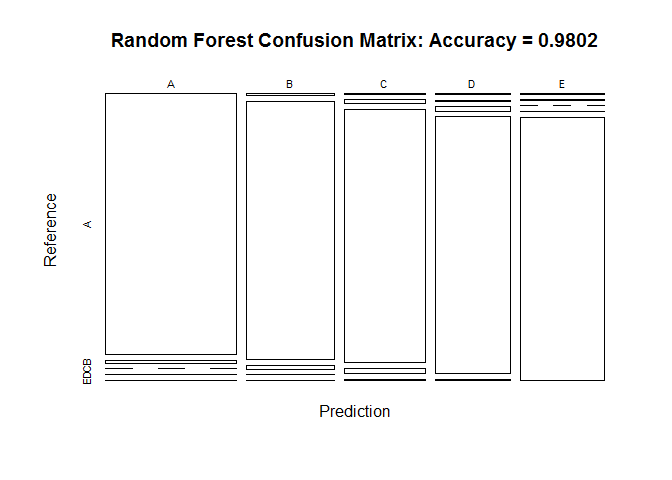 Random Forest Confusion Matrix: Accuracy = 0.9802
A B C D E
Reference
A
EDCB
Prediction